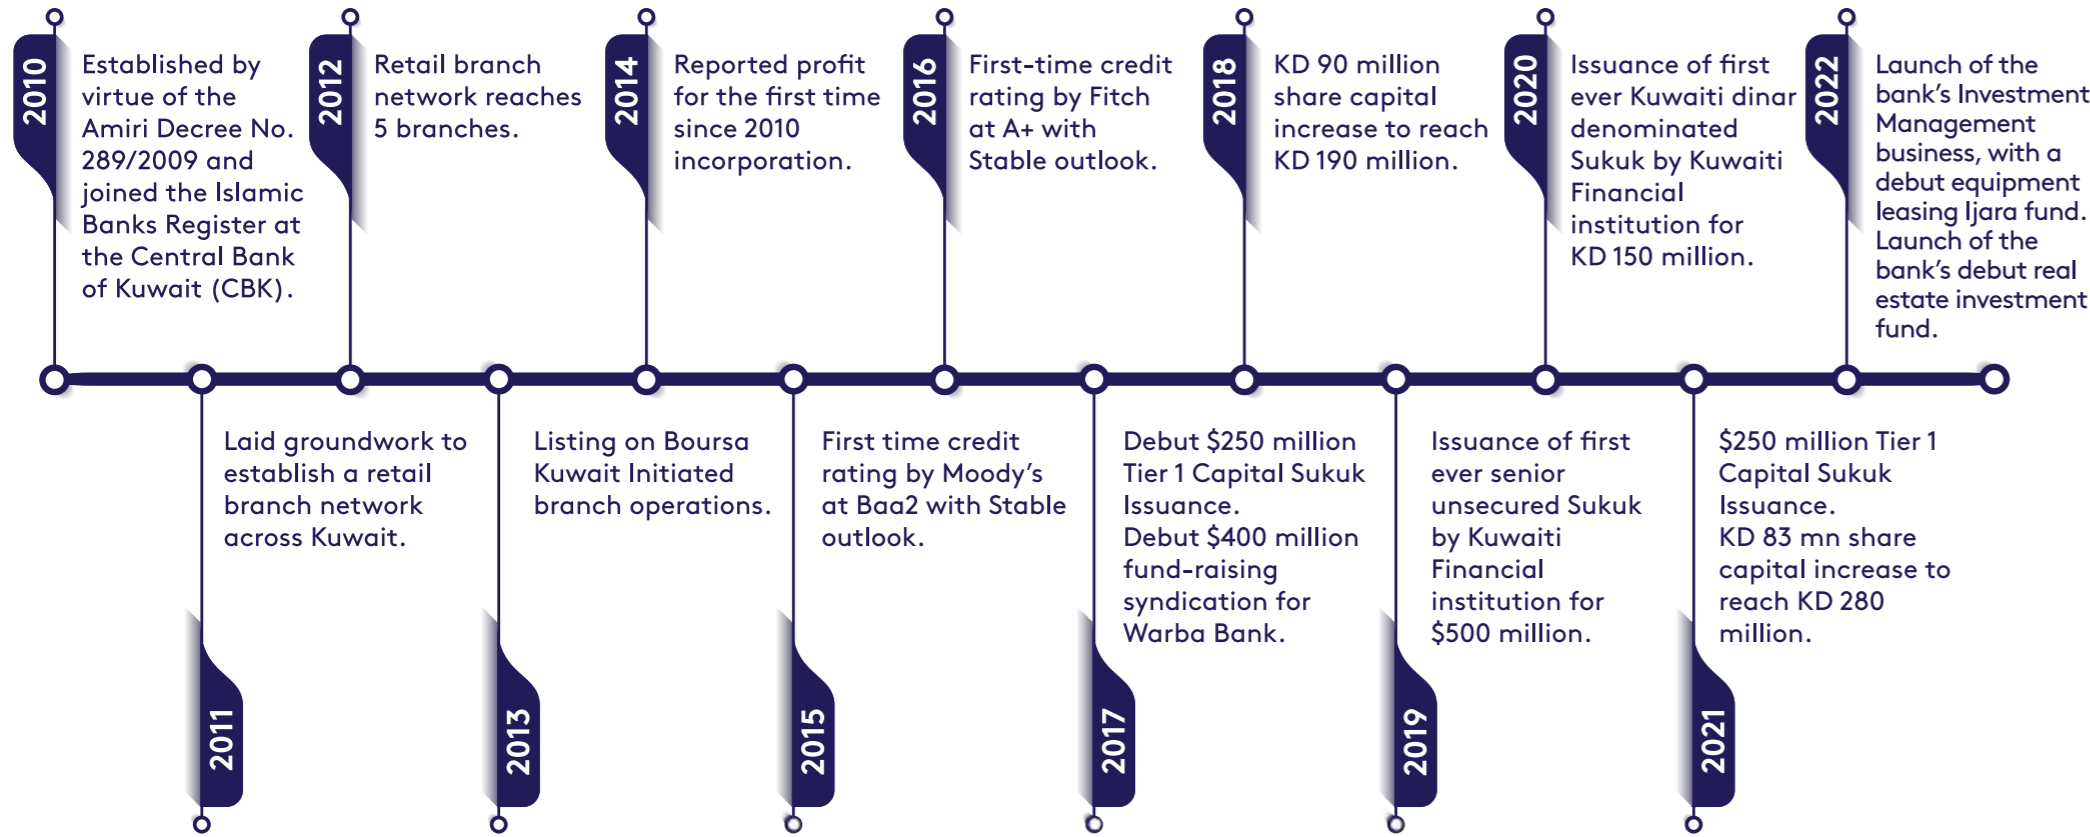 2010
Established by
virtue of the
Amiri Decree No.
289/2009 and
joined the Islamic
Banks Register at
the Central Bank
of Kuwait (CBK).
2011
Laid groundwork to
establish a retail
branch network
across Kuwait.
2012
Retail branch
network reaches
5 branches.
2013
Listing on Boursa
Kuwait Initiated
branch operations.
2014
Reported profit
for the first time
since 2010
incorporation.
2015
First time credit
rating by Moody's
at Baa2 with Stable
outlook.
2016
First-time credit
rating by Fitch
at A+ with
Stable outlook.
2017
Debut $250 million
Tier 1 Capital Sukuk
Issuance.
Debut $400 million
fund-raising
syndication for
Warba Bank.
2018
KD 90 million
share capital
increase to reach
KD 190 million.
2019
Issuance of first
ever senior
unsecured Sukuk
by Kuwaiti
Financial
institution for
$500 million.
2020
Issuance of first
ever Kuwaiti dinar
denominated
Sukuk by Kuwaiti
Financial
institution for
KD 150 million.
2021
$250 million Tier 1
Capital Sukuk
Issuance.
KD 83 mn share
capital increase to
reach KD 280
million.
2022
Launch of the
bank's Investment
Management
business, with a
debut equipment
leasing Ijara fund.
Launch of the
bank's debut real
estate investment
fund.